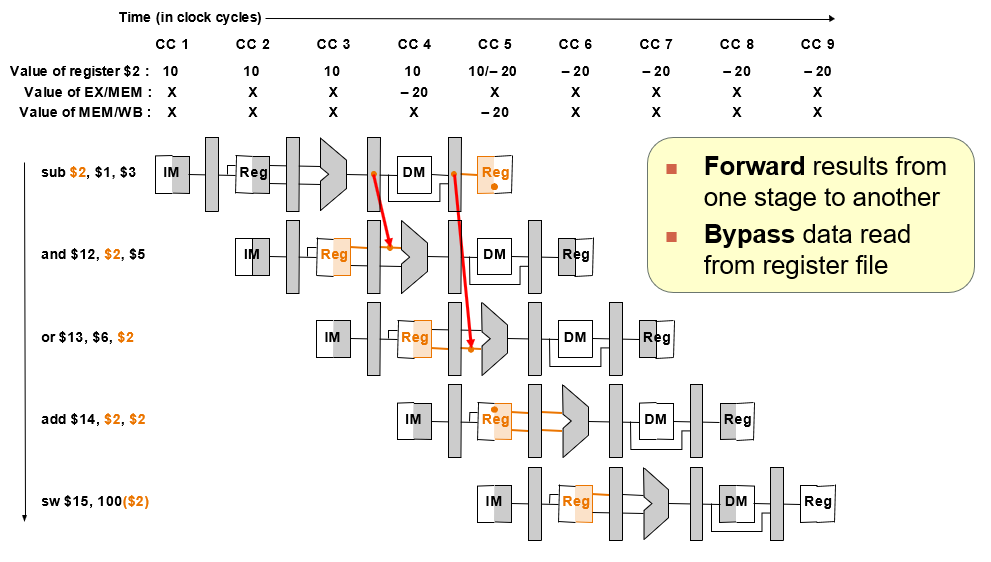 Time (in clock cycles)
CC 1 CC 2 CC 3 CC 4 CC 5 CC 6 CC 7 CC 8 CC 9
Value of register $2 : 10 10 10 10 10/– 20 – 20 – 20 – 20 – 20
Value of EX/MEM : X X X – 20 X X X X X
Value of MEM/WB : X X X X – 20 X X X X
sub $2, $1, $3 IM Reg DM Reg
and $12, $2, $5 IM Reg DM Reg
or $13, $6, $2 IM Reg DM Reg
add $14, $2, $2 IM Reg DM Reg
sw $15, 100($2) IM Reg DM Reg
Forward results from
one stage to another
Bypass data read
from register file